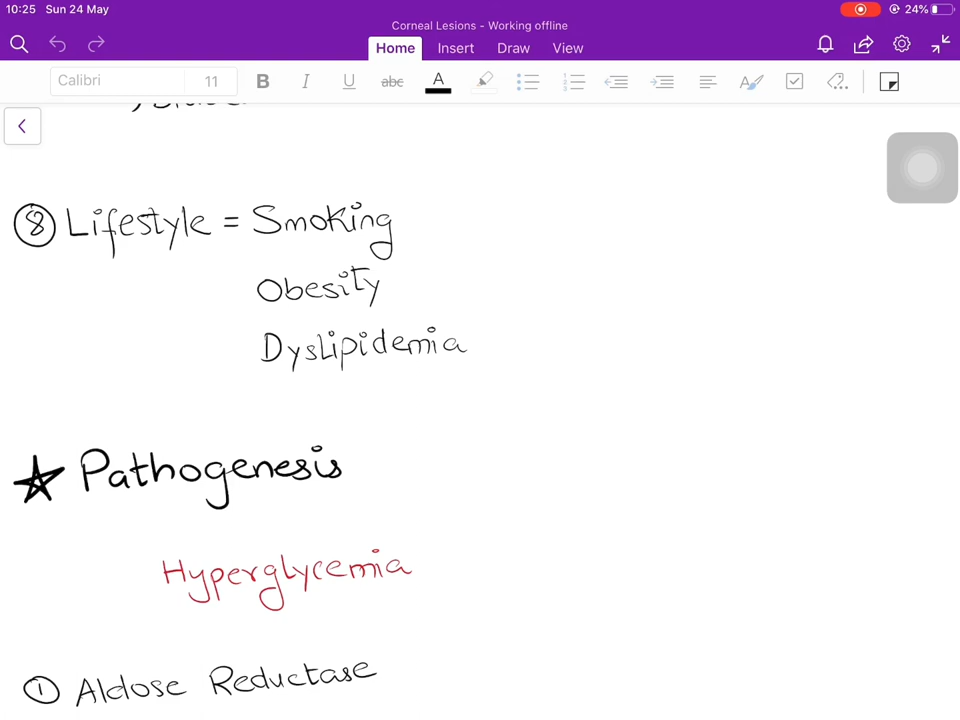 10:25 Sun 24 May 24%
Corneal Lesions - Working offline
Home Insert Draw View
Calibri 11 B I U abc A
⑧ Lifestyle = Smoking
Obesity
Dyslipidemia
★ Pathogenesis
Hyperglycemia
① Aldose Reductase